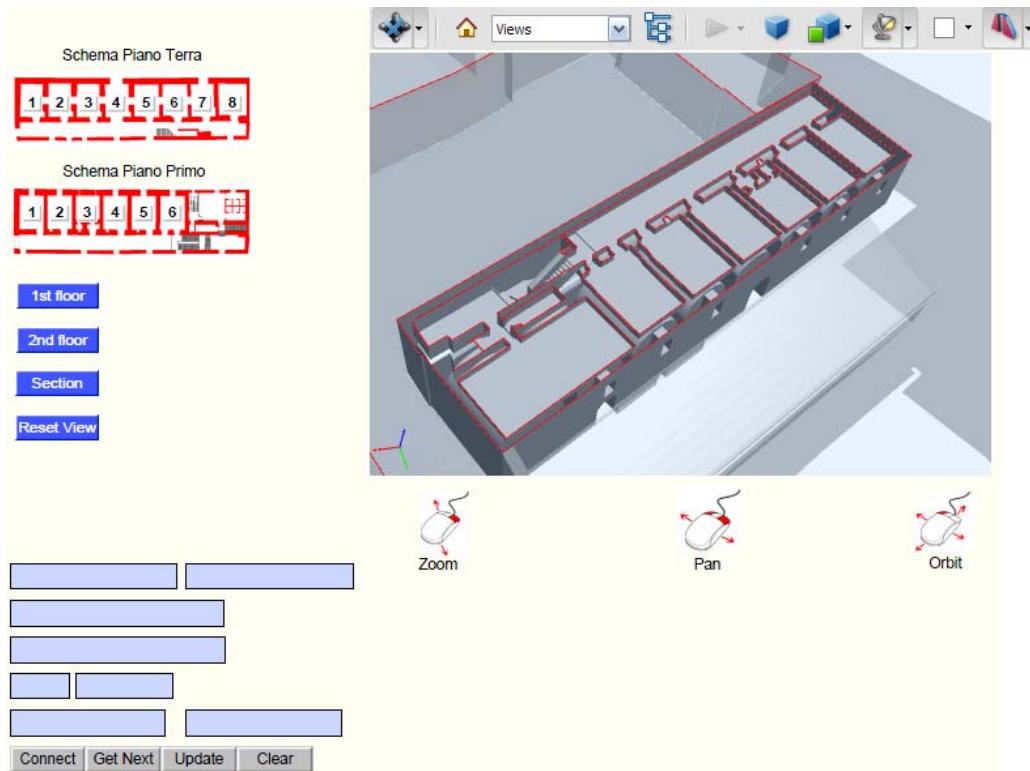 Views
Schema Piano Terra
1 2 3 4 5 6 7 8
Schema Piano Primo
1 2 3 4 5 6
1st floor
2nd floor
Section
Reset View
Zoom Pan Orbit
Connect Get Next Update Clear